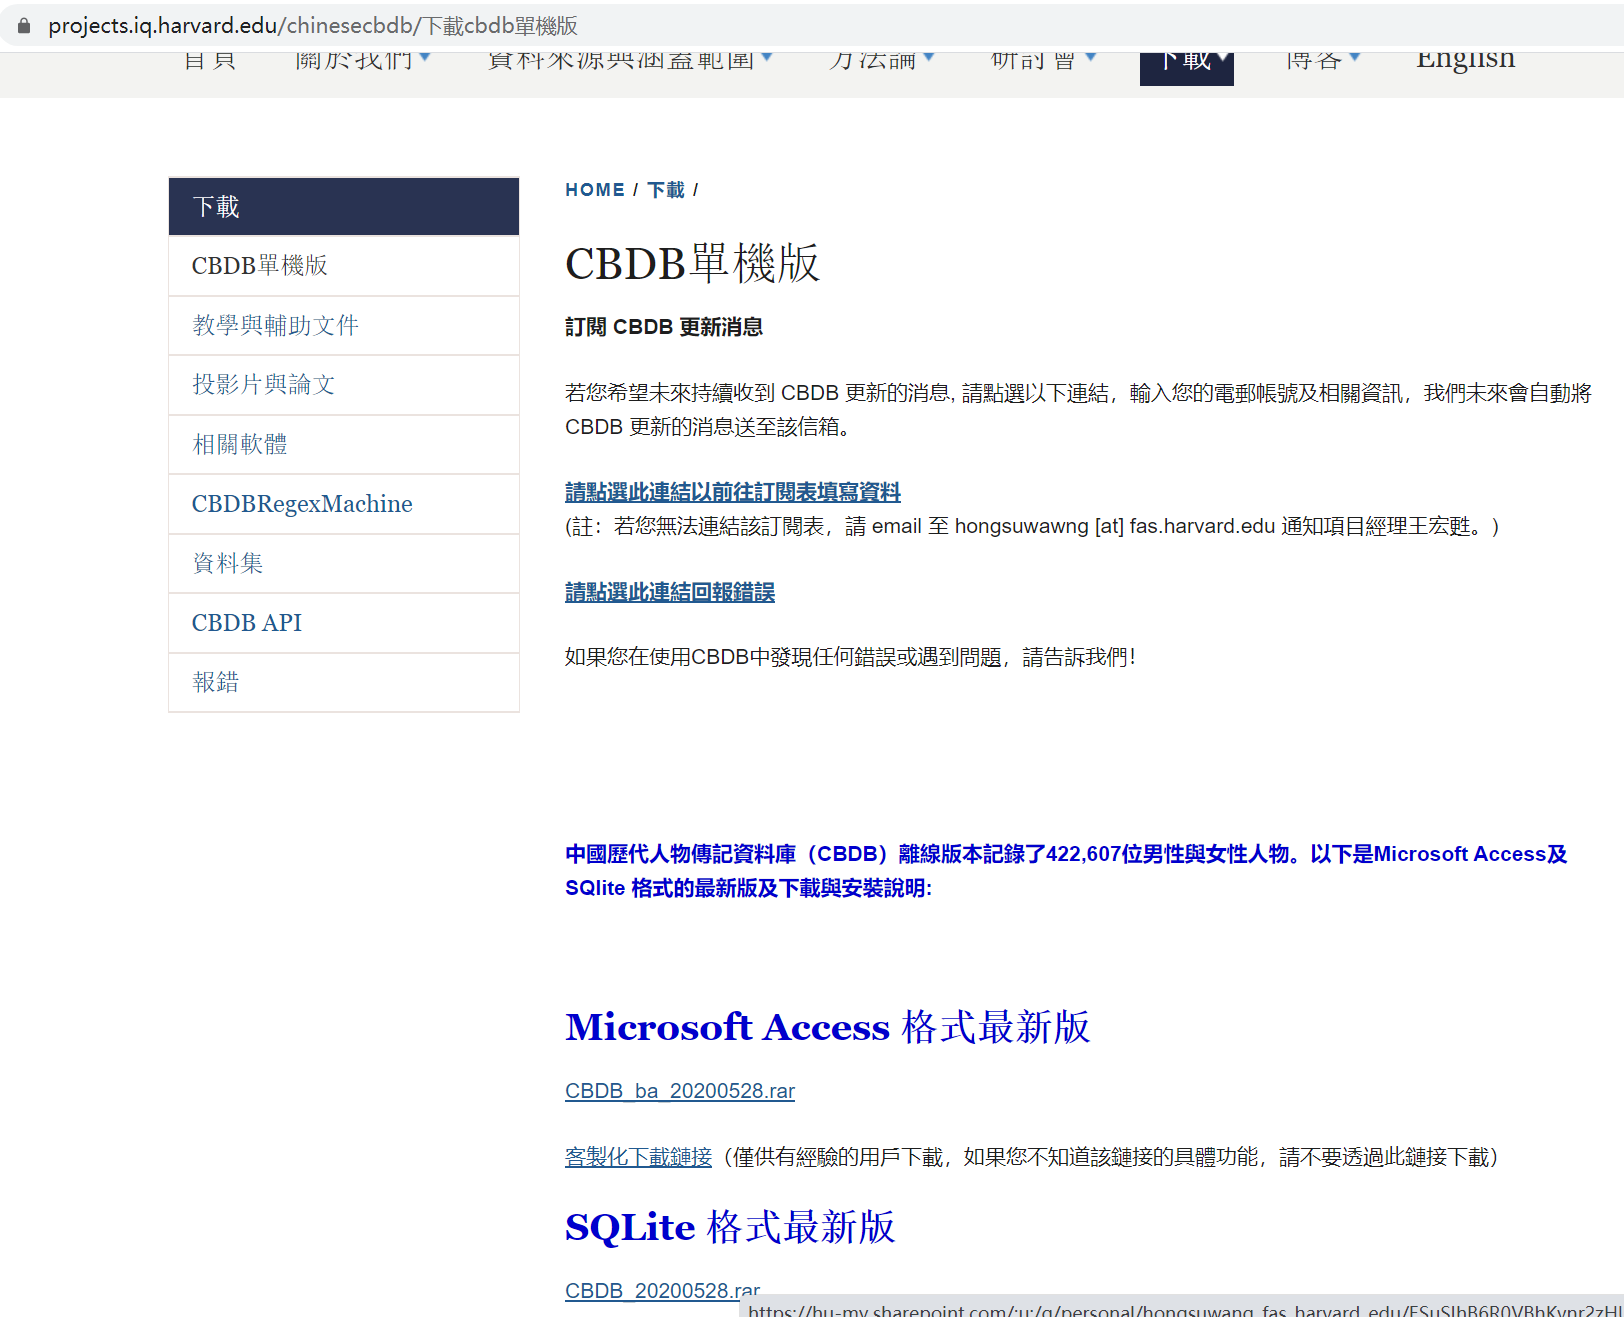 projects.iq.harvard.edu/chinesecbdb/下載cbdb單機版
首頁 關於我們 資料來源與涵蓋範圍 方法論 研討會 下載 博客 English
下載
CBDB單機版
教學與輔助文件
投影片與論文
相關軟體
CBDBRegexMachine
資料集
CBDB API
報錯
HOME / 下載 /
CBDB單機版
訂閱 CBDB 更新消息
若您希望未來持續收到 CBDB 更新的消息, 請點選以下連結，輸入您的電郵帳號及相關資訊，我們未來會自動將
CBDB 更新的消息送至該信箱。
請點選此連結以前往訂閱表填寫資料
(註：若您無法連結該訂閱表，請 email 至 hongsuwawng [at] fas.harvard.edu 通知項目經理王宏甦。)
請點選此連結回報錯誤
如果您在使用CBDB中發現任何錯誤或遇到問題，請告訴我們！
中國歷代人物傳記資料庫（CBDB）離線版本記錄了422,607位男性與女性人物。以下是Microsoft Access及
SQlite 格式的最新版及下載與安裝說明:
Microsoft Access 格式最新版
CBDB_ba_20200528.rar
客製化下載鏈接（僅供有經驗的用戶下載，如果您不知道該鏈接的具體功能，請不要透過此鏈接下載）
SQLite 格式最新版
CBDB_20200528.rar